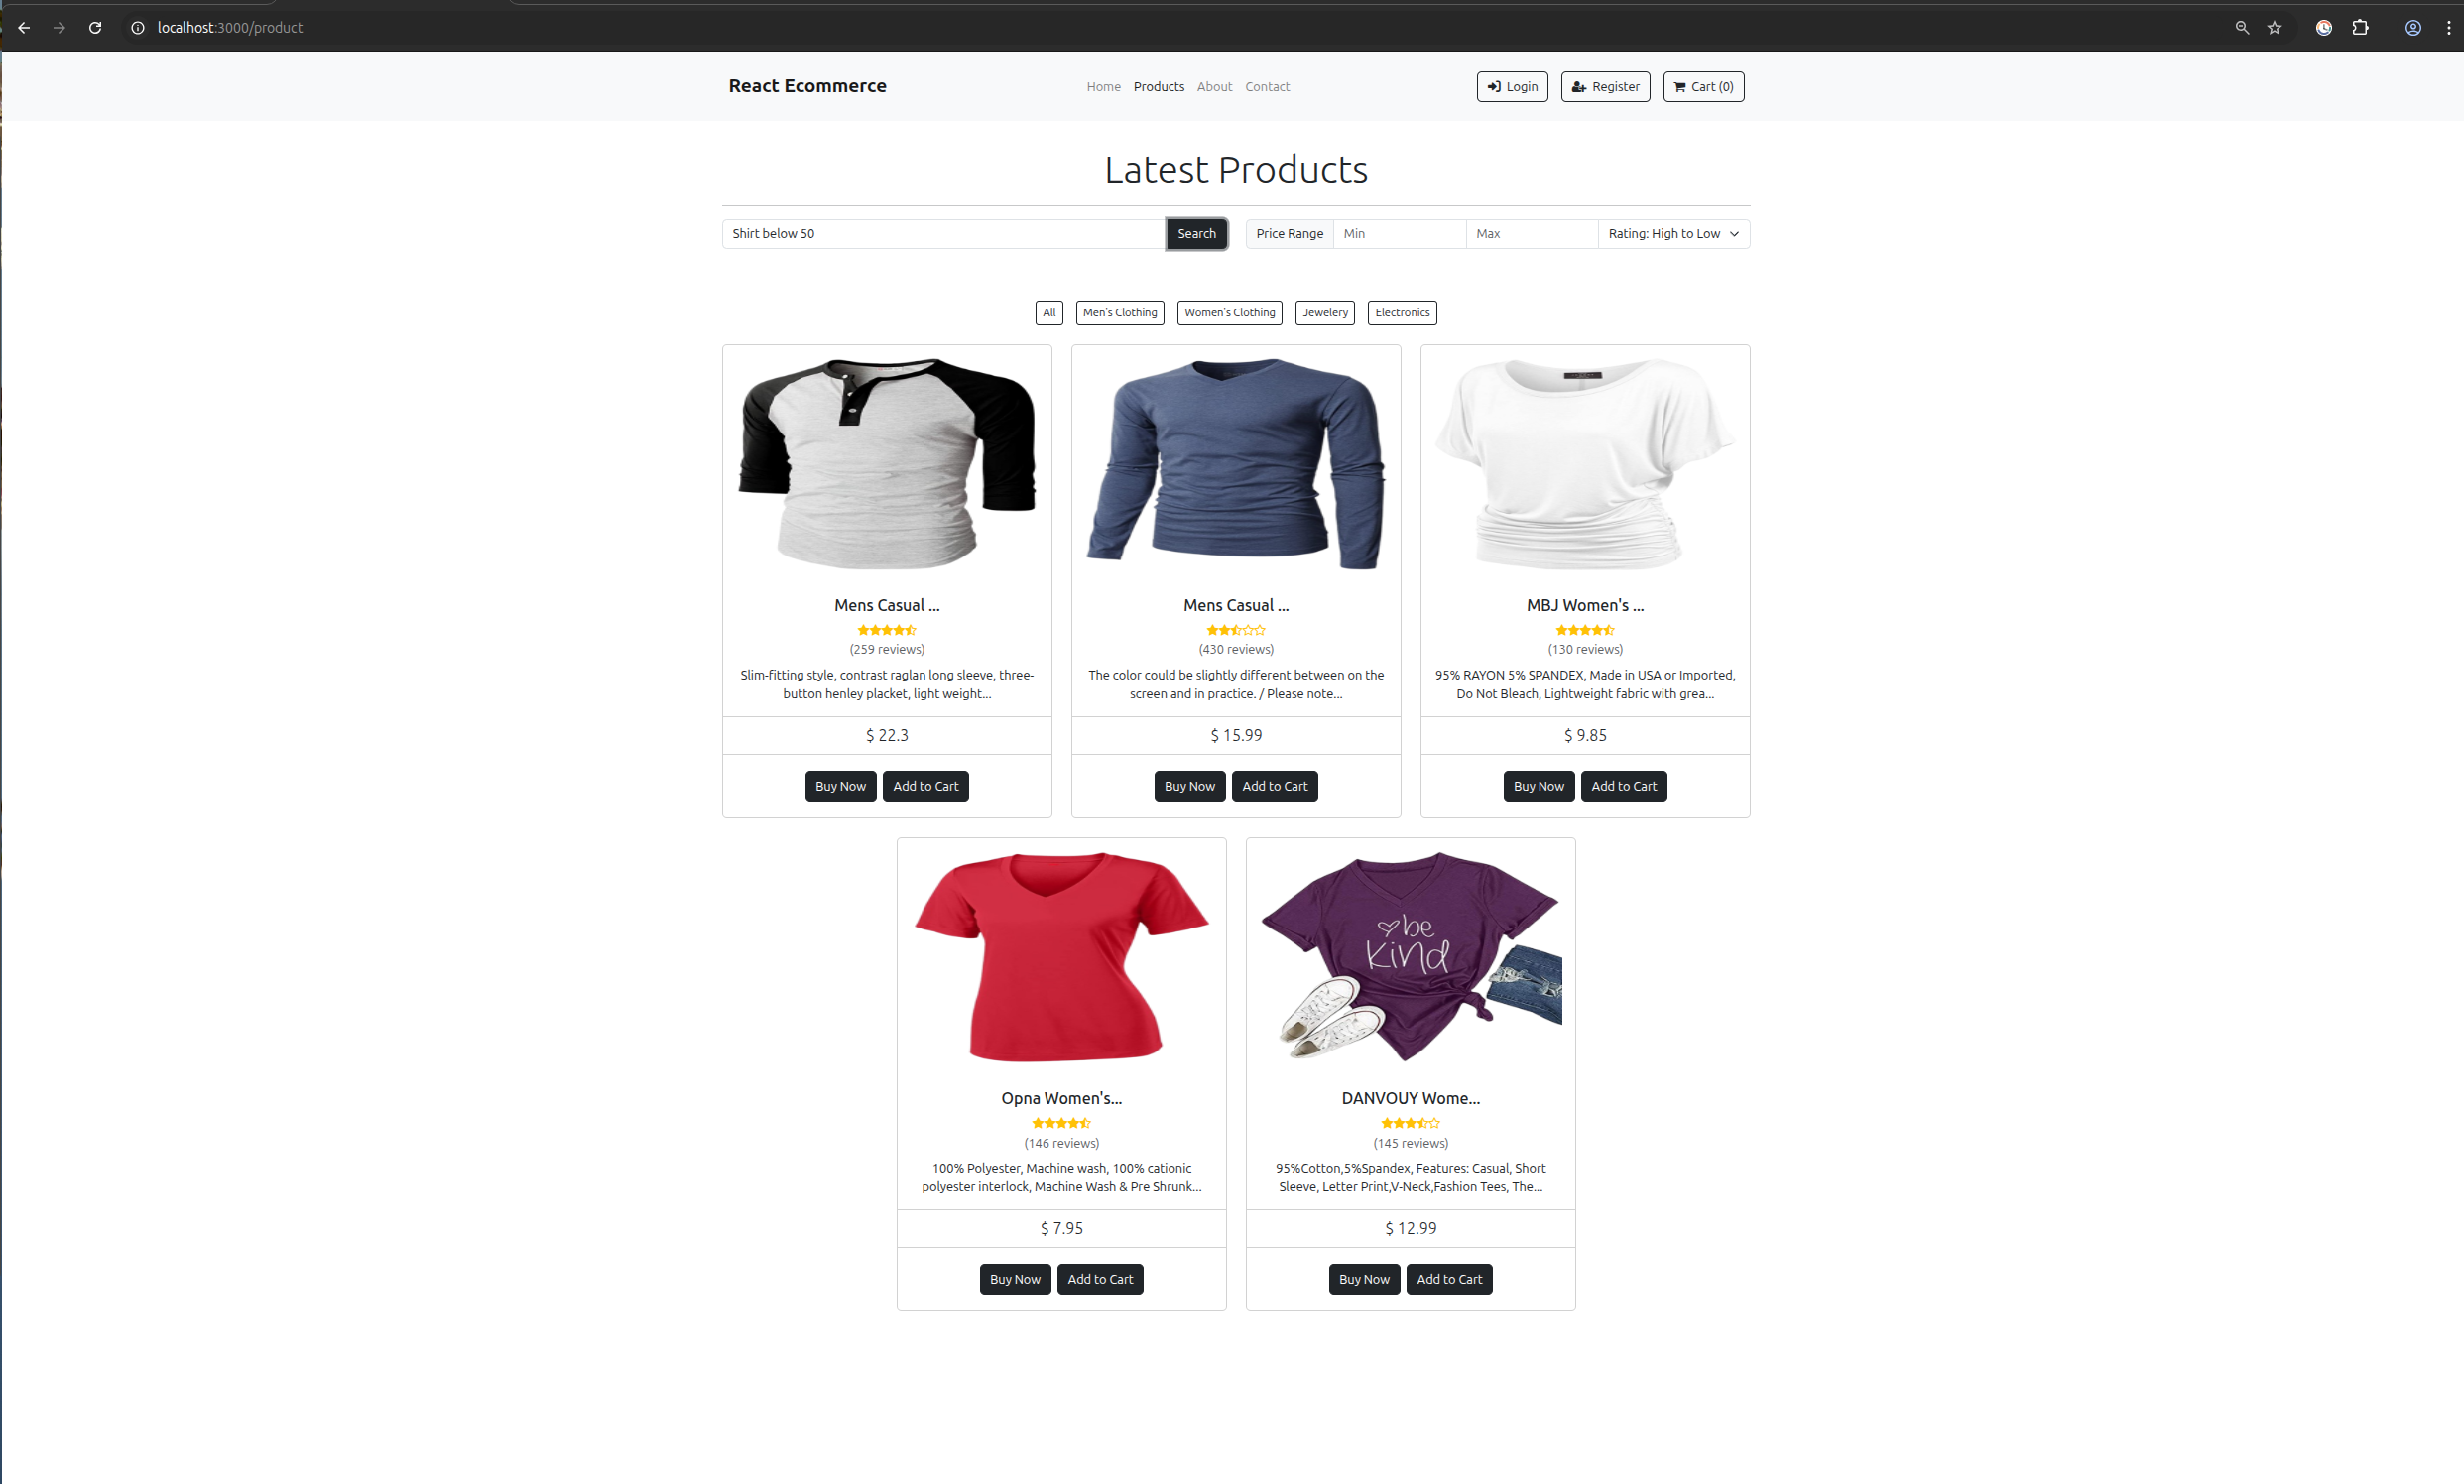 localhost:3000/product
React Ecommerce
Home Products About Contact
Login Register Cart (0)
Latest Products
Shirt below 50 Search Price Range Min Max Rating: High to Low
All Men's Clothing Women's Clothing Jewelery Electronics
Mens Casual ...
(259 reviews)
Slim-fitting style, contrast raglan long sleeve, three-
button henley placket, light weight...
$ 22.3
Buy Now Add to Cart
Mens Casual ...
(430 reviews)
The color could be slightly different between on the
screen and in practice. / Please note...
$ 15.99
Buy Now Add to Cart
MBJ Women's ...
(130 reviews)
95% RAYON 5% SPANDEX, Made in USA or Imported,
Do Not Bleach, Lightweight fabric with grea...
$ 9.85
Buy Now Add to Cart
Opna Women's...
(146 reviews)
100% Polyester, Machine wash, 100% cationic
polyester interlock, Machine Wash & Pre Shrunk...
$ 7.95
Buy Now Add to Cart
be
kind
DANVOUY Wome...
(145 reviews)
95%Cotton,5%Spandex, Features: Casual, Short
Sleeve, Letter Print,V-Neck,Fashion Tees, The...
$ 12.99
Buy Now Add to Cart